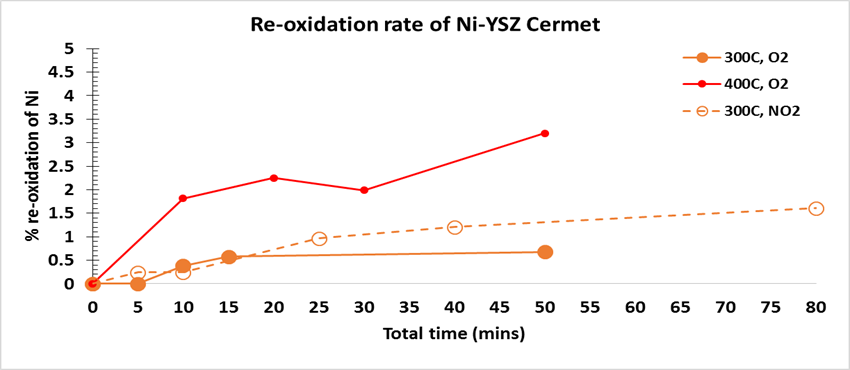 Re-oxidation rate of Ni-YSZ Cermet
% re-oxidation of Ni
5
4.5
4
3.5
3
2.5
2
1.5
1
0.5
0
300C, O2
400C, O2
300C, NO2
0 5 10 15 20 25 30 35 40 45 50 55 60 65 70 75 80
Total time (mins)